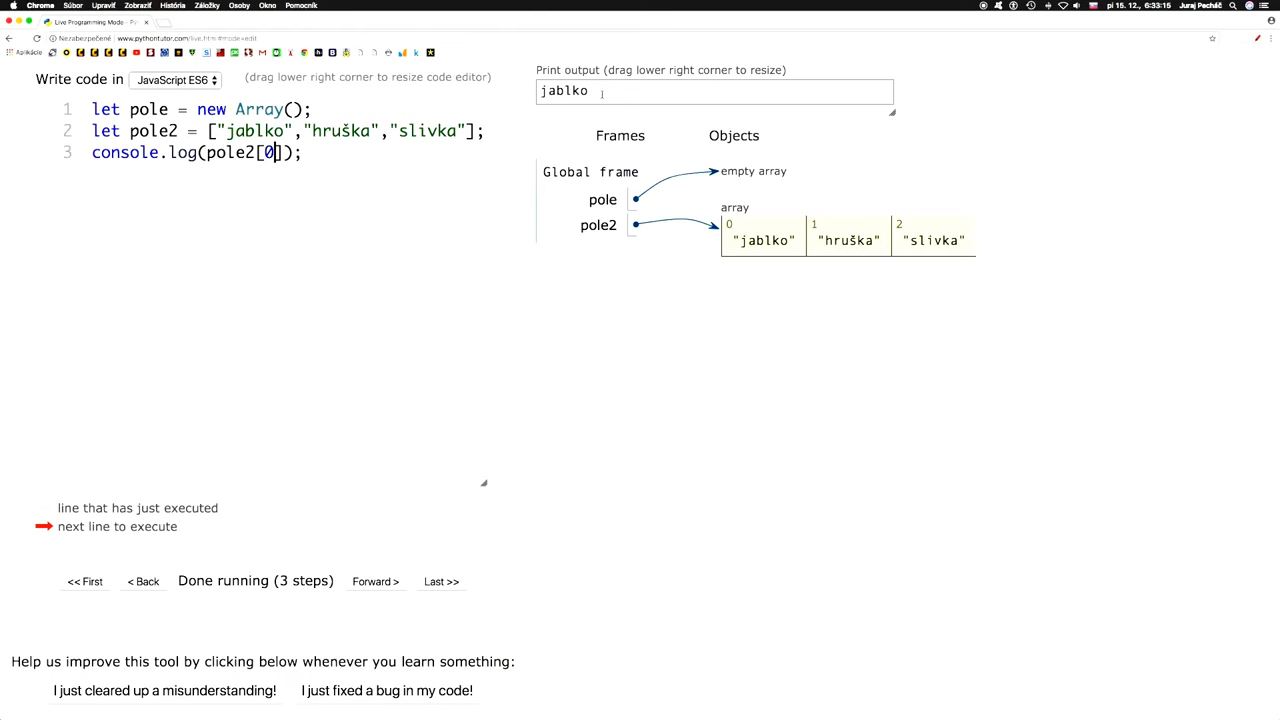 Chrome Súbor Upraviť Zobraziť História Záložky Osoby Okno Pomocník
pi 15. 12., 6:33:15 Juraj Pecháč
Live Programming Mode - Py
Nezabezpečené www.pythontutor.com/live.html#mode=edit
Aplikácie
Write code in JavaScript ES6 (drag lower right corner to resize code editor)
1 let pole = new Array();
2 let pole2 = ["jablko","hruška","slivka"];
3 console.log(pole2[0]);
Print output (drag lower right corner to resize)
jablko
Frames Objects
Global frame
pole
empty array
pole2
array
0 1 2
"jablko" "hruška" "slivka"
line that has just executed
next line to execute
<< First < Back Done running (3 steps) Forward > Last >>
Help us improve this tool by clicking below whenever you learn something:
I just cleared up a misunderstanding! I just fixed a bug in my code!